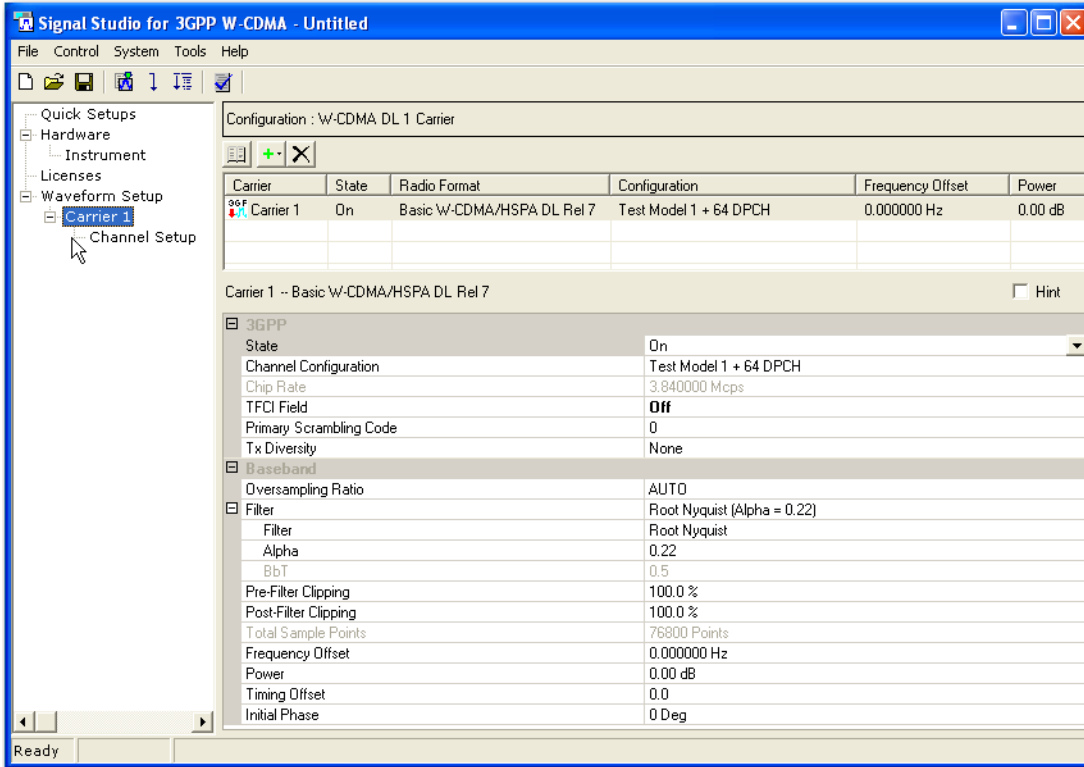 Signal Studio for 3GPP W-CDMA - Untitled
File Control System Tools Help
Quick Setups
Hardware
Instrument
Licenses
Waveform Setup
Carrier 1
Channel Setup
Configuration : W-CDMA DL 1 Carrier
Carrier State Radio Format Configuration Frequency Offset Power
3GF Carrier 1 On Basic W-CDMA/HSPA DL Rel 7 Test Model 1 + 64 DPCH 0.000000 Hz 0.00 dB
Carrier 1 -- Basic W-CDMA/HSPA DL Rel 7 Hint
3GPP
State On
Channel Configuration Test Model 1 + 64 DPCH
Chip Rate 3.840000 Mcps
TFCI Field Off
Primary Scrambling Code 0
Tx Diversity None
Baseband
Oversampling Ratio AUTO
Filter Root Nyquist (Alpha = 0.22)
Filter Root Nyquist
Alpha 0.22
BbT 0.5
Pre-Filter Clipping 100.0 %
Post-Filter Clipping 100.0 %
Total Sample Points 76800 Points
Frequency Offset 0.000000 Hz
Power 0.00 dB
Timing Offset 0.0
Initial Phase 0 Deg
Ready